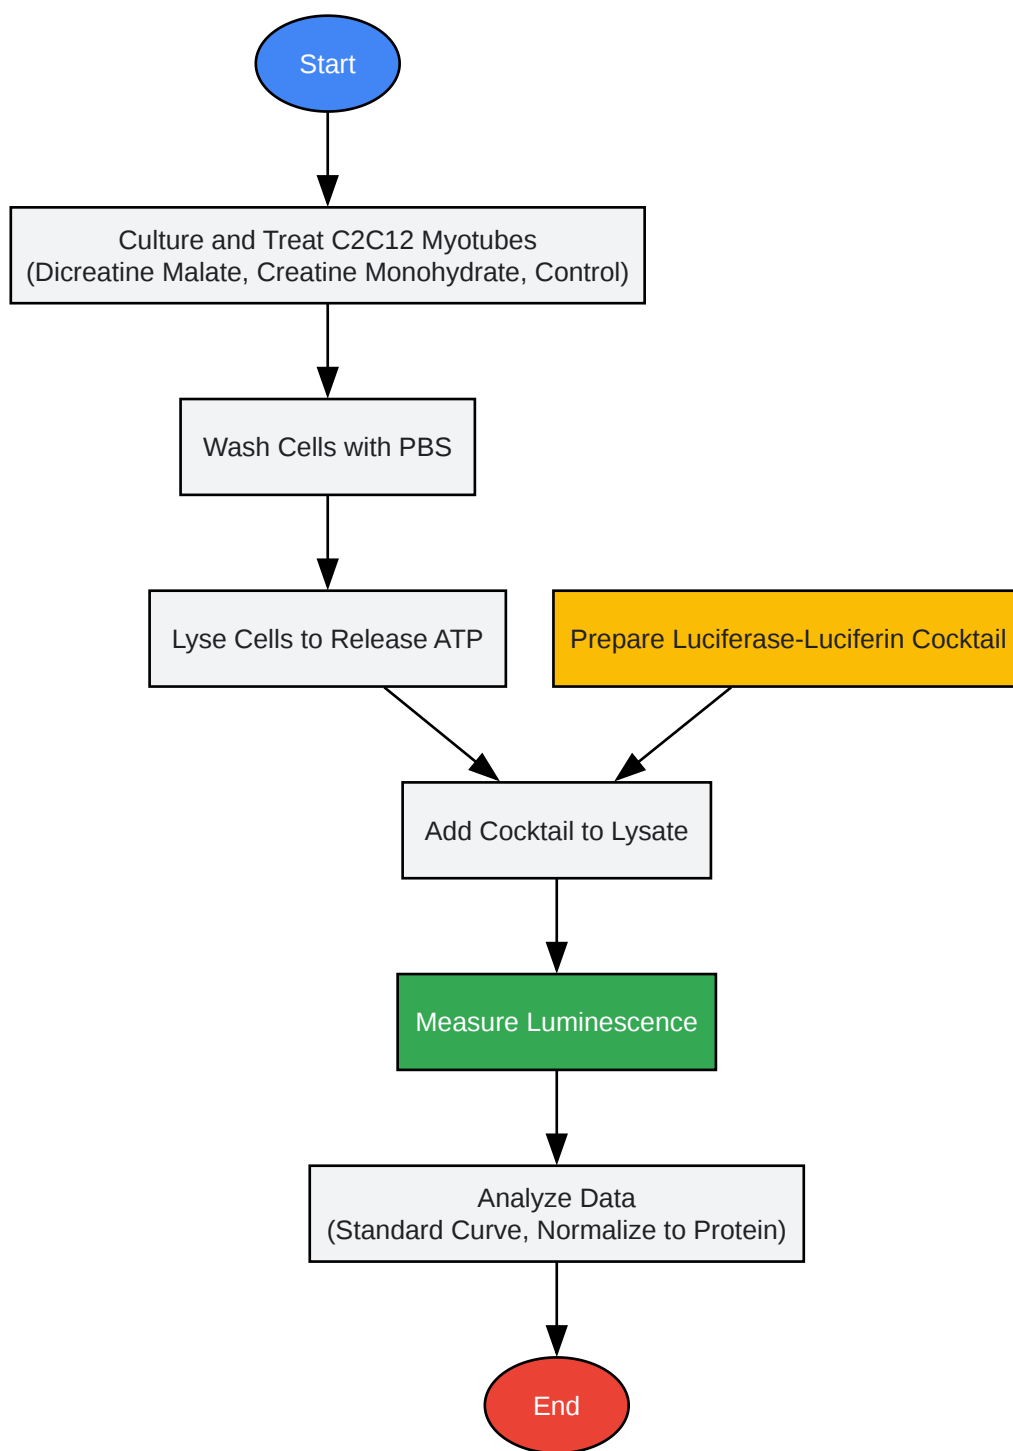 Start
Culture and Treat C2C12 Myotubes
(Dicreatine Malate, Creatine Monohydrate, Control)
Wash Cells with PBS
Lyse Cells to Release ATP
Prepare Luciferase-Luciferin Cocktail
Add Cocktail to Lysate
Measure Luminescence
Analyze Data
(Standard Curve, Normalize to Protein)
End